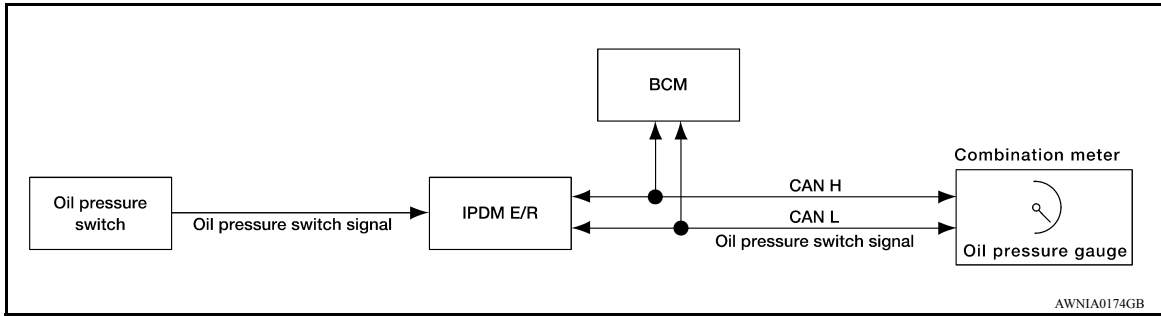 BCM
Combination meter
Oil pressure
switch
Oil pressure switch signal
IPDM E/R
CAN H
CAN L
Oil pressure switch signal
Oil pressure gauge
AWNIA0174GB